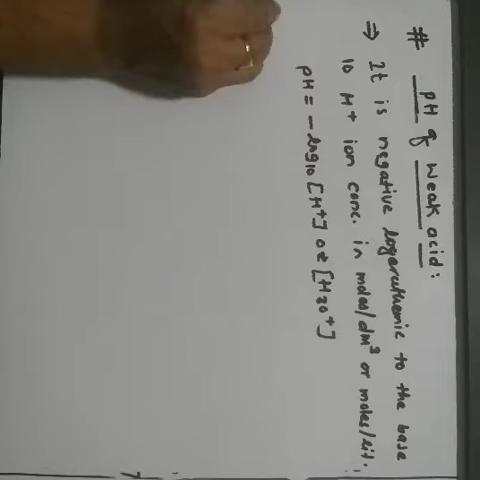 # pH of weak acid:
⇒ It is negative logerathemic to the base
10 H+ ion conc. in moles/dm³ or moles/lit.
pH = - log10 [H+] or [H3O+]